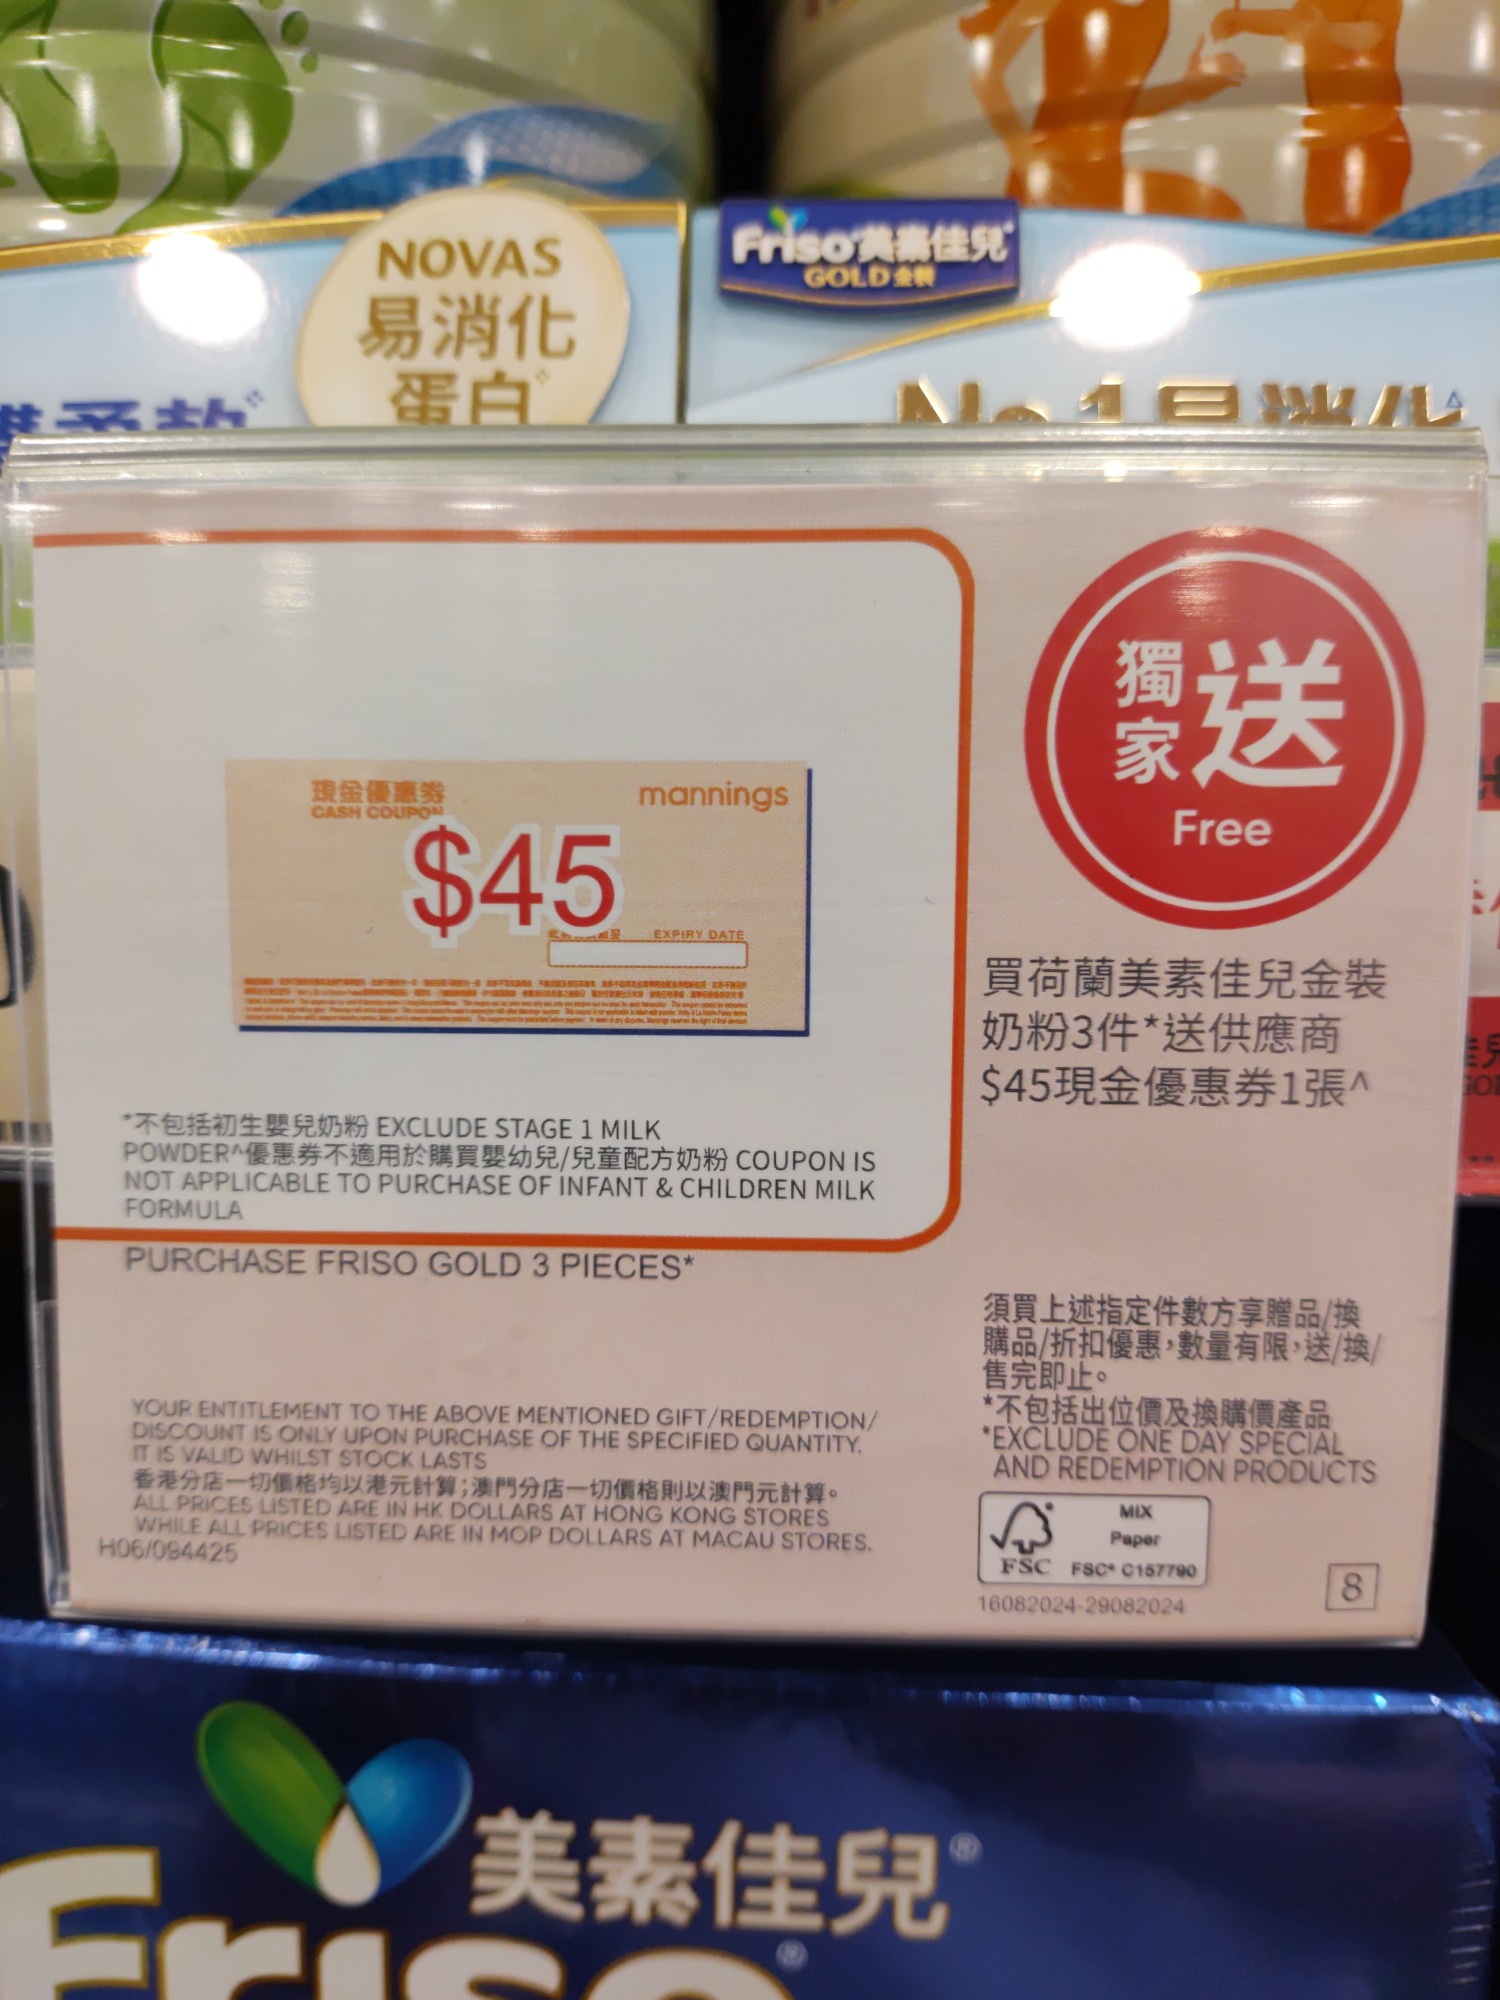 NOVAS
易消化
蛋白
Friso 美素佳兒
GOLD 金裝
柔軟
No.1易消化
獨家送
Free
現金優惠券
mannings
CASH COUPON
$45
EXPIRY DATE
買荷蘭美素佳兒金裝
奶粉3件*送供應商
$45現金優惠券1張^
*不包括初生嬰兒奶粉 EXCLUDE STAGE 1 MILK
POWDER^優惠券不適用於購買嬰幼兒/兒童配方奶粉 COUPON IS
NOT APPLICABLE TO PURCHASE OF INFANT & CHILDREN MILK
FORMULA
PURCHASE FRISO GOLD 3 PIECES*
須買上述指定件數方享贈品/換
購品/折扣優惠，數量有限，送/換/
售完即止。
*不包括出位價及換購價產品
*EXCLUDE ONE DAY SPECIAL
AND REDEMPTION PRODUCTS
YOUR ENTITLEMENT TO THE ABOVE MENTIONED GIFT/REDEMPTION/
DISCOUNT IS ONLY UPON PURCHASE OF THE SPECIFIED QUANTITY.
IT IS VALID WHILST STOCK LASTS
香港分店一切價格均以港元計算；澳門分店一切價格則以澳門元計算。
ALL PRICES LISTED ARE IN HK DOLLARS AT HONG KONG STORES
WHILE ALL PRICES LISTED ARE IN MOP DOLLARS AT MACAU STORES.
H06/094425
FSC
MIX
Paper
FSC® C157790
16082024-29082024
8
美素佳兒®
Friso®